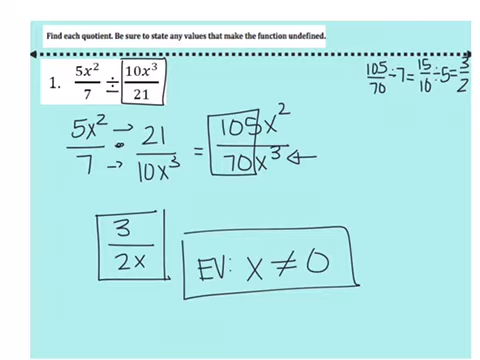 Find each quotient. Be sure to state any values that make the function undefined.
105/70 ÷ 7 = 15/10 ÷ 5 = 3/2
1. 5x²/7 ÷ 10x³/21
5x²/7 → · → 21/10x³ = 105x²/70x³ ←
3/2x
EV: x ≠ 0